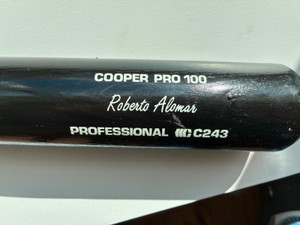 COOPER PRO 100
Roberto Alomar
PROFESSIONAL C243